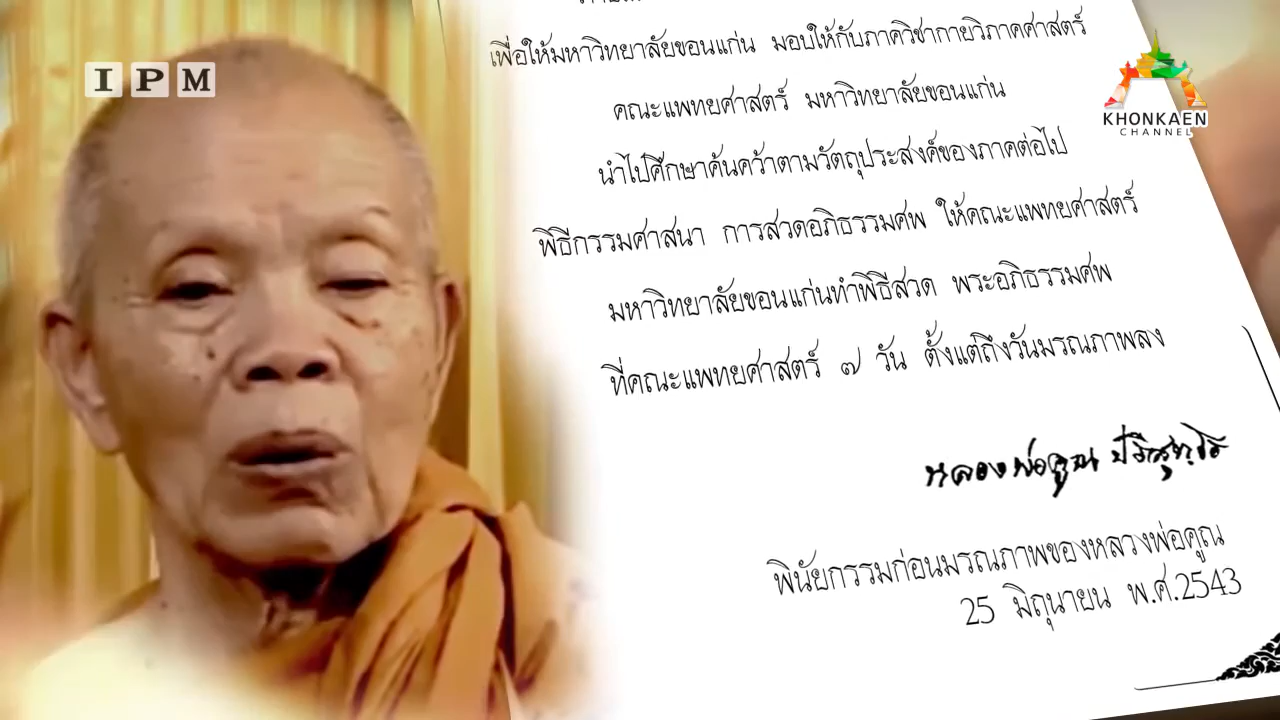 IPM
KHONKAEN
CHANNEL
เพื่อให้มหาวิทยาลัยขอนแก่น มอบให้กับภาควิชากายวิภาคศาสตร์
คณะแพทยศาสตร์ มหาวิทยาลัยขอนแก่น
นำไปศึกษาค้นคว้าตามวัตถุประสงค์ของภาคต่อไป
พิธีกรรมศาสนา การสวดอภิธรรมศพ ให้คณะแพทยศาสตร์
มหาวิทยาลัยขอนแก่นทำพิธีสวด พระอภิธรรมศพ
ที่คณะแพทยศาสตร์ ๗ วัน ตั้งแต่ถึงวันมรณภาพลง
หลวงพ่อคูณ ปริสุทฺโธ
พินัยกรรมก่อนมรณภาพของหลวงพ่อคูณ
25 มิถุนายน พ.ศ.2543